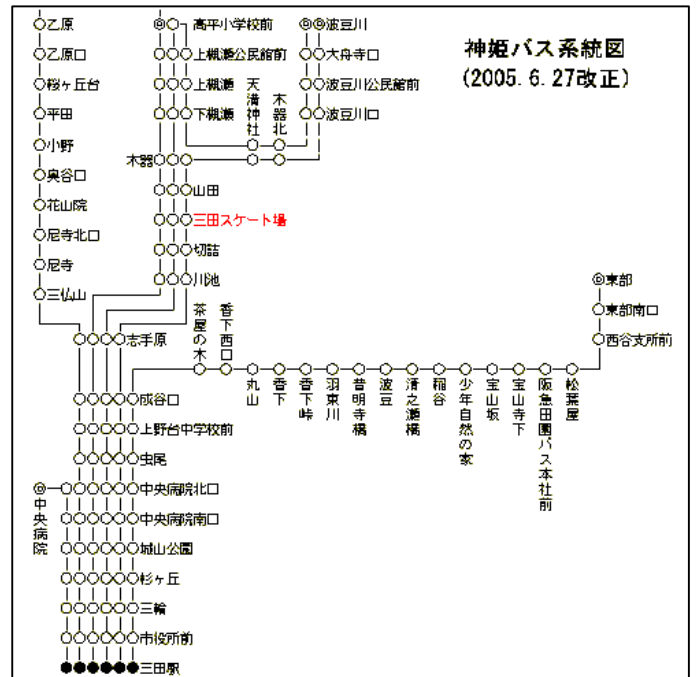 神姫バス系統図
(2005.6.27改正)
乙原
乙原口
桜ヶ丘台
平田
小野
奥谷口
花山院
尼寺北口
尼寺
三仏山
高平小学校前
上槻瀬公民館前
上槻瀬
下槻瀬
天満神社
木器北
波豆川
大舟寺口
波豆川公民館前
波豆川口
木器
山田
三田スケート場
切詰
川池
志手原
茶屋の木
香下西口
丸山
香下
香下峠
羽束川
普明寺橋
波豆
清之瀬橋
稲谷
少年自然の家
宝山坂
宝山寺下
阪急田園バス本社前
松葉屋
東部
東部南口
西谷支所前
成谷口
上野台中学校前
虫尾
中央病院
中央病院北口
中央病院南口
城山公園
杉ヶ丘
三輪
市役所前
三田駅